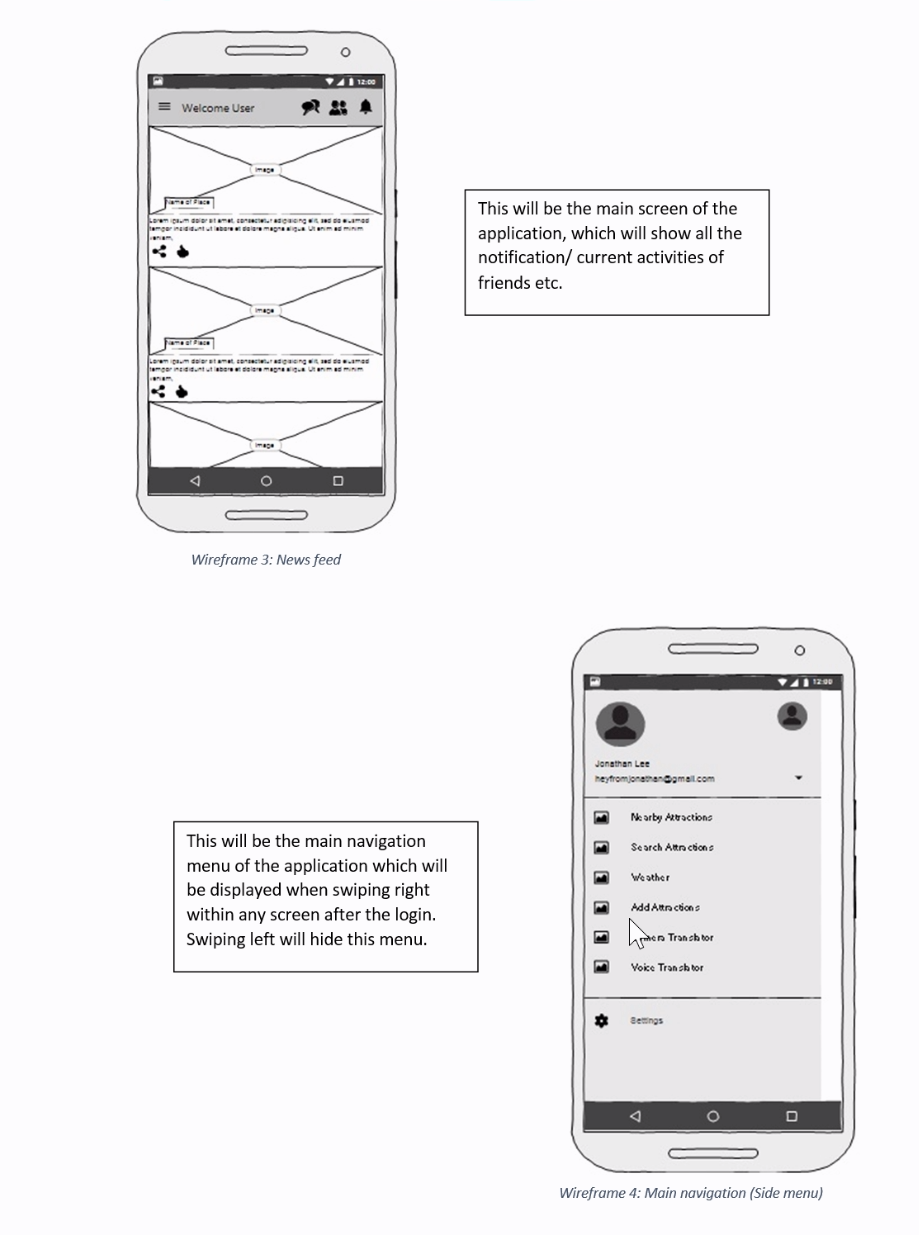 12:00
Welcome User
Image
Name of Place
Lorem ipsum dolor sit amet, consectetur adipisicing elit, sed do eiusmod
tempor incididunt ut labore et dolore magna aliqua. Ut enim ad minim
veniam,
Image
Name of Place
Lorem ipsum dolor sit amet, consectetur adipisicing elit, sed do eiusmod
tempor incididunt ut labore et dolore magna aliqua. Ut enim ad minim
veniam,
Image
This will be the main screen of the
application, which will show all the
notification/ current activities of
friends etc.
Wireframe 3: News feed
This will be the main navigation
menu of the application which will
be displayed when swiping right
within any screen after the login.
Swiping left will hide this menu.
12:00
Jonathan Lee
heyfromjonathan@gmail.com
Nearby Attractions
Search Attractions
Weather
Add Attractions
Translator
Voice Translator
Settings
Wireframe 4: Main navigation (Side menu)